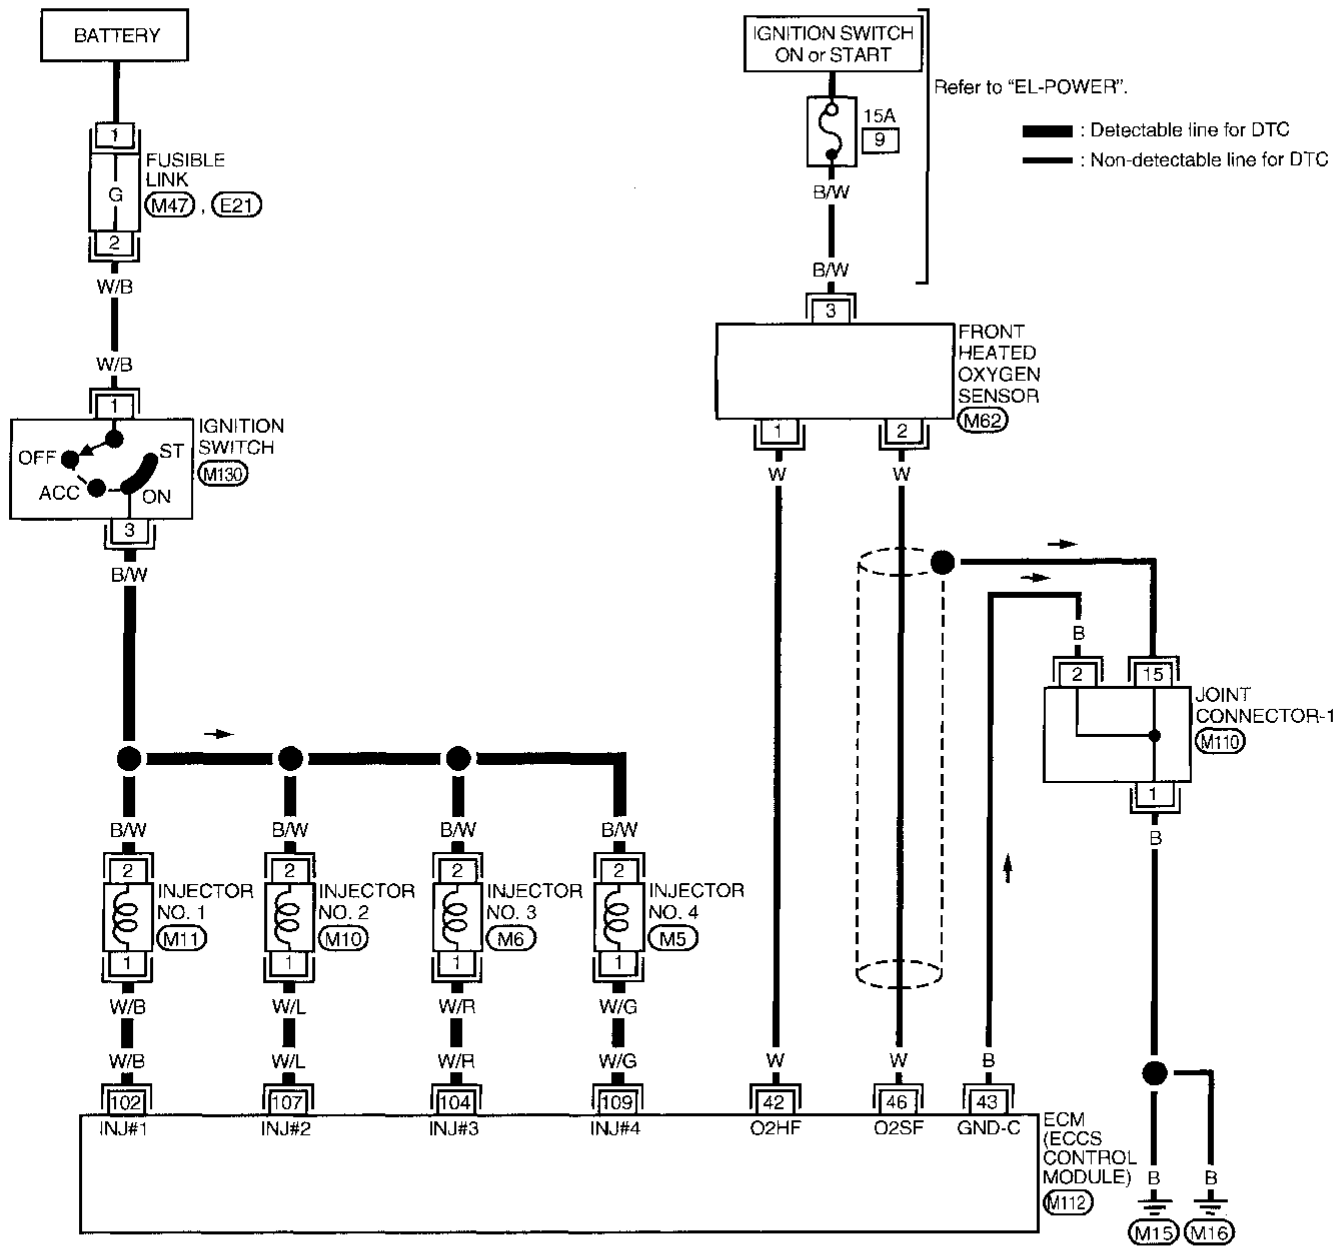 BATTERY
1
FUSIBLE
LINK
G
M47 , E21
2
W/B
W/B
1
IGNITION
SWITCH
M130
OFF
ST
ACC
ON
3
B/W
B/W
B/W
B/W
B/W
2
2
2
2
INJECTOR
NO. 1
M11
INJECTOR
NO. 2
M10
INJECTOR
NO. 3
M6
INJECTOR
NO. 4
M5
1
1
1
1
W/B
W/L
W/R
W/G
W/B
W/L
W/R
W/G
IGNITION SWITCH
ON or START
Refer to "EL-POWER".
15A
9
B/W
B/W
: Detectable line for DTC
: Non-detectable line for DTC
3
FRONT
HEATED
OXYGEN
SENSOR
M62
1
2
W
W
B
2
15
JOINT
CONNECTOR-1
M110
1
B
W
W
B
102
107
104
109
42
46
43
INJ#1
INJ#2
INJ#3
INJ#4
O2HF
O2SF
GND-C
ECM
(ECCS
CONTROL
MODULE)
M112
B
B
M15
M16